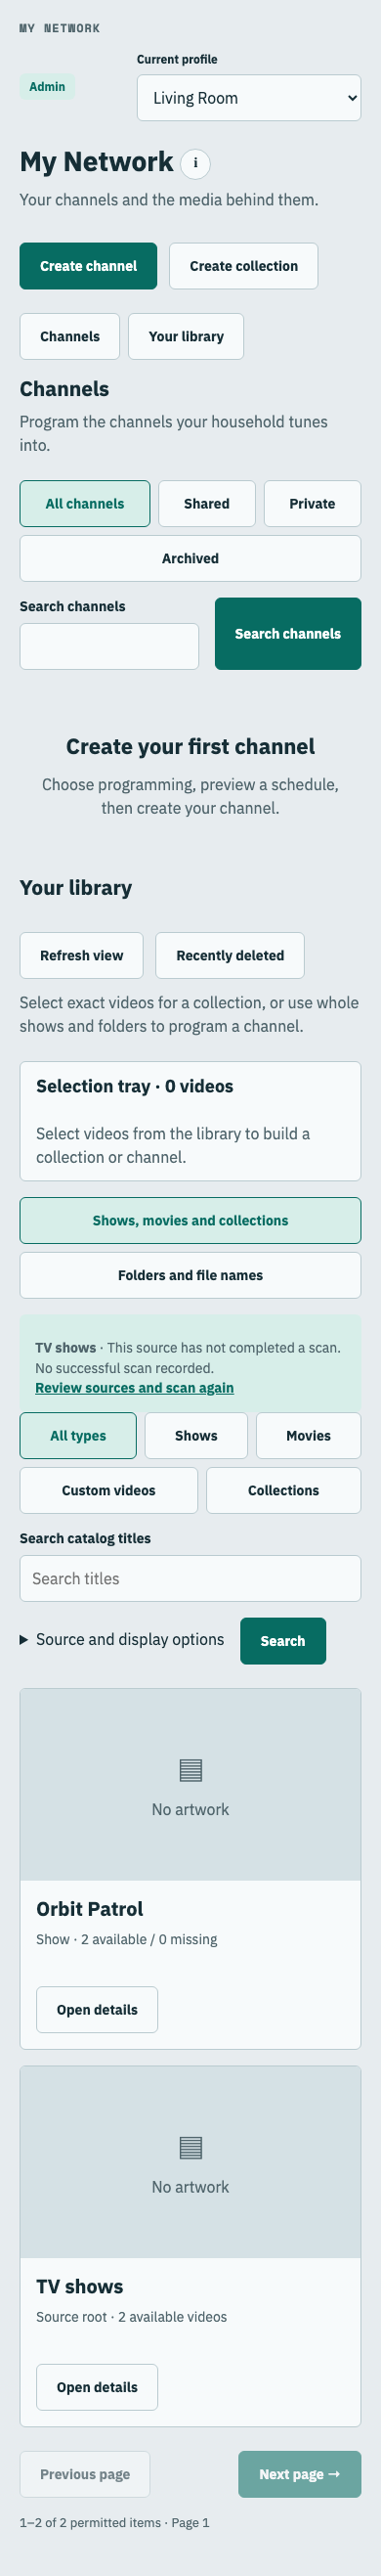 MY NETWORK
Current profile
Admin
Living Room
My Network i
Your channels and the media behind them.
Create channel
Create collection
Channels
Your library
Channels
Program the channels your household tunes
into.
All channels
Shared
Private
Archived
Search channels
Search channels
Create your first channel
Choose programming, preview a schedule,
then create your channel.
Your library
Refresh view
Recently deleted
Select exact videos for a collection, or use whole
shows and folders to program a channel.
Selection tray · 0 videos
Select videos from the library to build a
collection or channel.
Shows, movies and collections
Folders and file names
TV shows · This source has not completed a scan.
No successful scan recorded.
Review sources and scan again
All types
Shows
Movies
Custom videos
Collections
Search catalog titles
Search titles
Source and display options
Search
No artwork
Orbit Patrol
Show · 2 available / 0 missing
Open details
No artwork
TV shows
Source root · 2 available videos
Open details
Previous page
Next page →
1–2 of 2 permitted items · Page 1